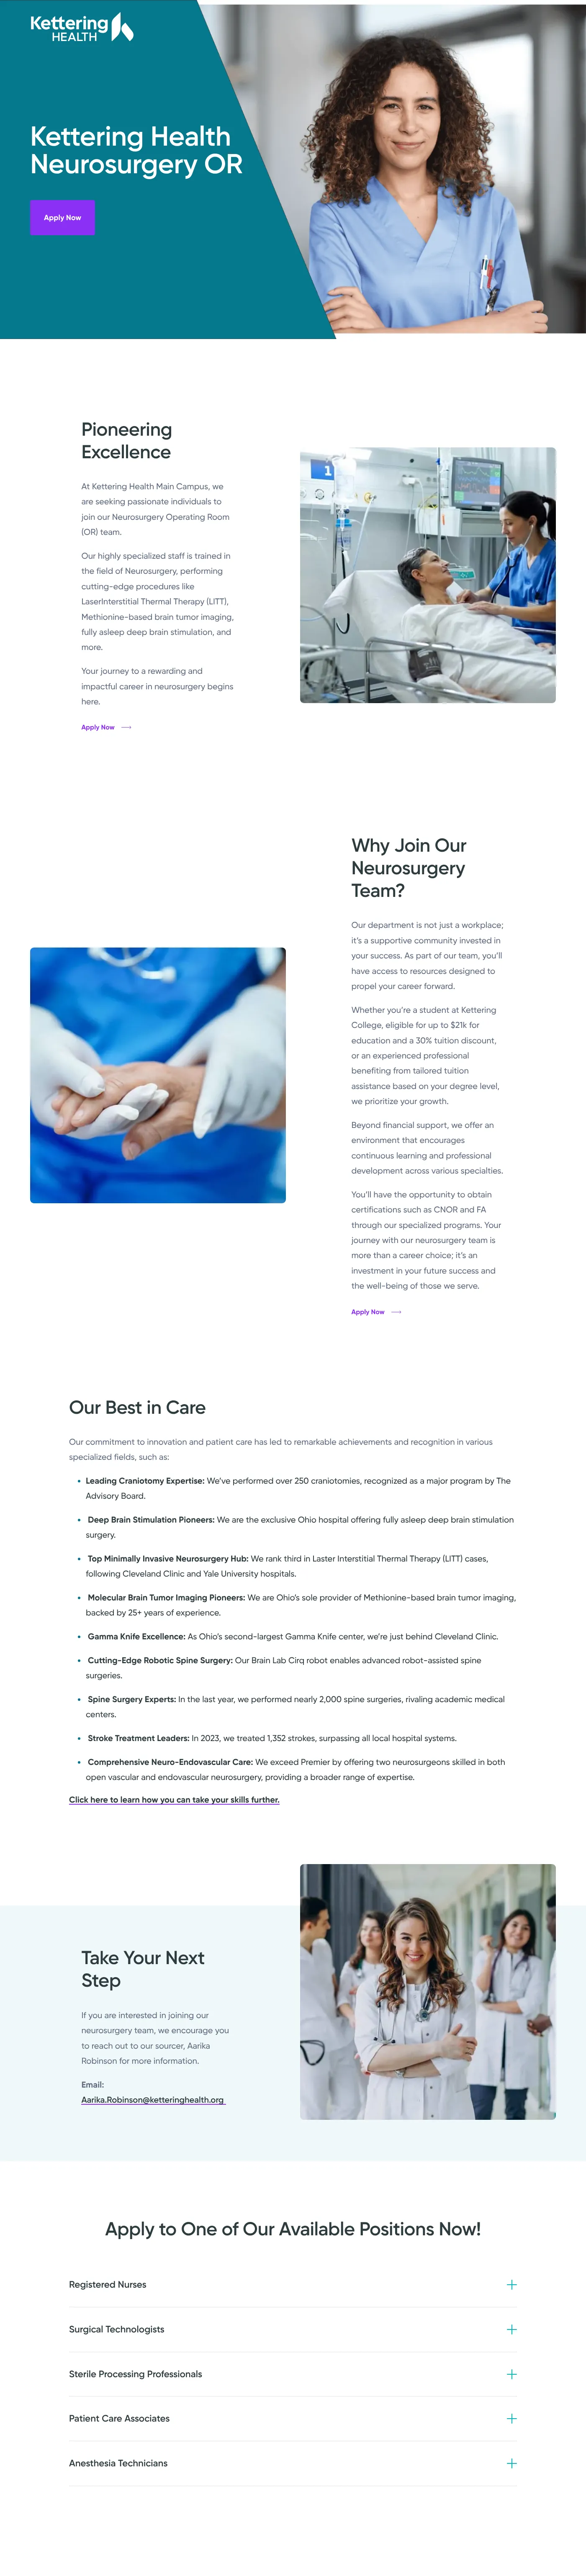 Kettering
HEALTH
Kettering Health
Neurosurgery OR
Apply Now
Pioneering
Excellence
At Kettering Health Main Campus, we
are seeking passionate individuals to
join our Neurosurgery Operating Room
(OR) team.
Our highly specialized staff is trained in
the field of Neurosurgery, performing
cutting-edge procedures like
LaserInterstitial Thermal Therapy (LITT),
Methionine-based brain tumor imaging,
fully asleep deep brain stimulation, and
more.
Your journey to a rewarding and
impactful career in neurosurgery begins
here.
Apply Now
1
Why Join Our
Neurosurgery
Team?
Our department is not just a workplace;
it's a supportive community invested in
your success. As part of our team, you'll
have access to resources designed to
propel your career forward.
Whether you're a student at Kettering
College, eligible for up to $21k for
education and a 30% tuition discount,
or an experienced professional
benefiting from tailored tuition
assistance based on your degree level,
we prioritize your growth.
Beyond financial support, we offer an
environment that encourages
continuous learning and professional
development across various specialties.
You'll have the opportunity to obtain
certifications such as CNOR and FA
through our specialized programs. Your
journey with our neurosurgery team is
more than a career choice; it's an
investment in your future success and
the well-being of those we serve.
Apply Now
Our Best in Care
Our commitment to innovation and patient care has led to remarkable achievements and recognition in various
specialized fields, such as:
Leading Craniotomy Expertise: We've performed over 250 craniotomies, recognized as a major program by The
Advisory Board.
Deep Brain Stimulation Pioneers: We are the exclusive Ohio hospital offering fully asleep deep brain stimulation
surgery.
Top Minimally Invasive Neurosurgery Hub: We rank third in Laster Interstitial Thermal Therapy (LITT) cases,
following Cleveland Clinic and Yale University hospitals.
Molecular Brain Tumor Imaging Pioneers: We are Ohio's sole provider of Methionine-based brain tumor imaging,
backed by 25+ years of experience.
Gamma Knife Excellence: As Ohio's second-largest Gamma Knife center, we're just behind Cleveland Clinic.
Cutting-Edge Robotic Spine Surgery: Our Brain Lab Cirq robot enables advanced robot-assisted spine
surgeries.
Spine Surgery Experts: In the last year, we performed nearly 2,000 spine surgeries, rivaling academic medical
centers.
Stroke Treatment Leaders: In 2023, we treated 1,352 strokes, surpassing all local hospital systems.
Comprehensive Neuro-Endovascular Care: We exceed Premier by offering two neurosurgeons skilled in both
open vascular and endovascular neurosurgery, providing a broader range of expertise.
Click here to learn how you can take your skills further.
Take Your Next
Step
If you are interested in joining our
neurosurgery team, we encourage you
to reach out to our sourcer, Aarika
Robinson for more information.
Email:
Aarika.Robinson@ketteringhealth.org
Apply to One of Our Available Positions Now!
Registered Nurses
Surgical Technologists
Sterile Processing Professionals
Patient Care Associates
Anesthesia Technicians